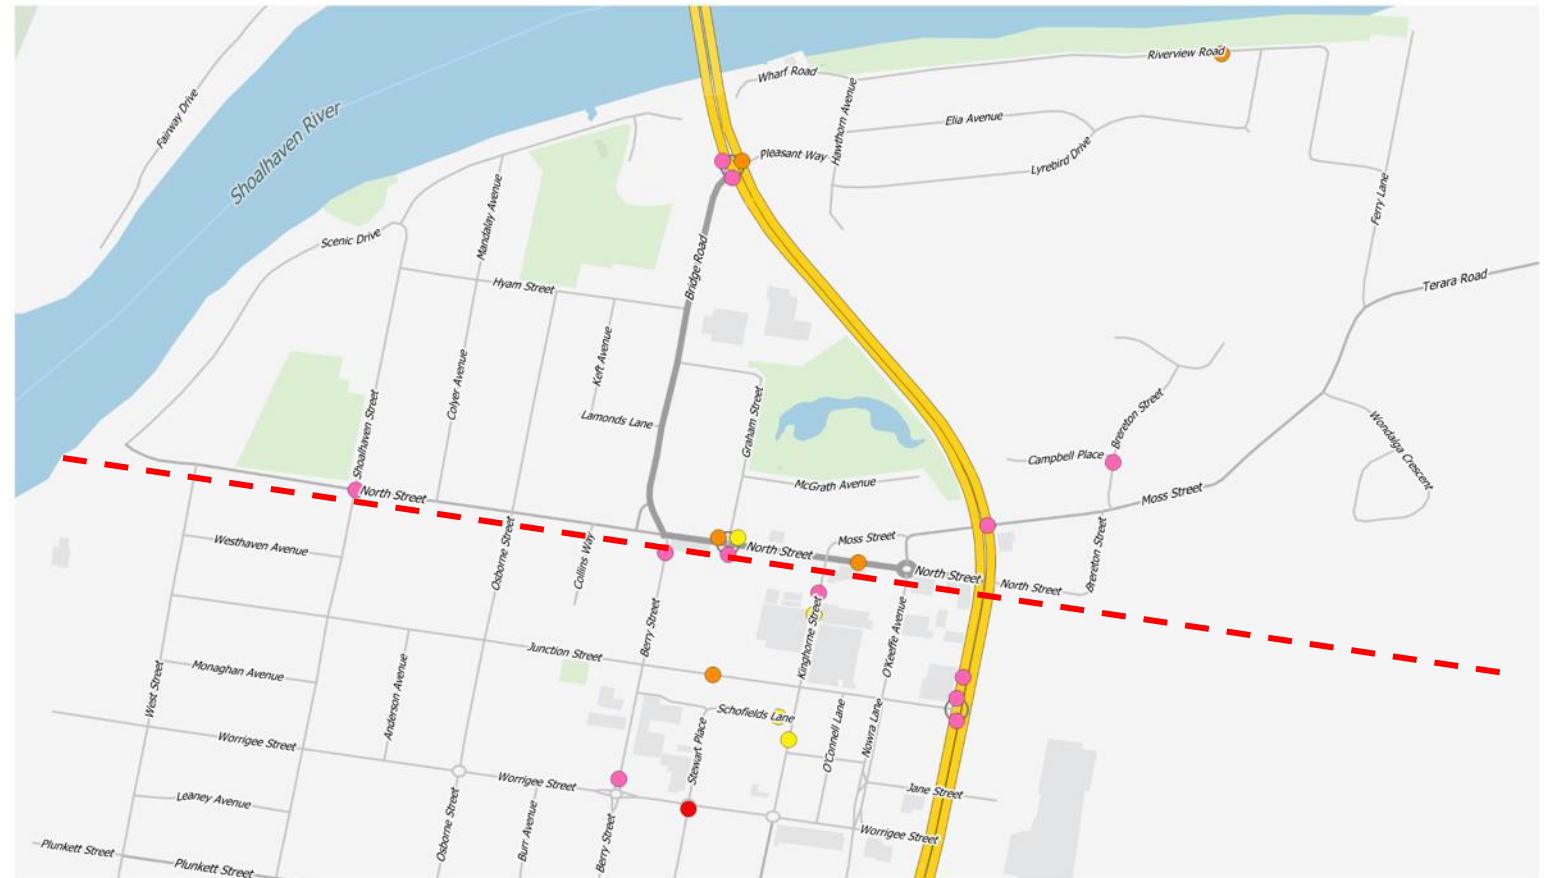 Riverview Road
Wharf Road
Fairway Drive
Hawthorn Avenue
Elia Avenue
Shoalhaven River
Pleasant Way
Lyrebird Drive
Mandalay Avenue
Ferry Lane
Scenic Drive
Bridge Road
Hyam Street
Terara Road
Keft Avenue
Colyer Avenue
Lamonds Lane
Graham Street
Shoalhaven Street
Brereton Street
Wondalga Crescent
Campbell Place
McGrath Avenue
North Street
Moss Street
Westhaven Avenue
Osborne Street
Collins Way
North Street
Moss Street
North Street
North Street
Brereton Street
Berry Street
Kinghorne Street
O'Keeffe Avenue
Junction Street
Monaghan Avenue
West Street
Anderson Avenue
Schofields Lane
Stewart Place
O'Connell Lane
Nowra Lane
Worrigee Street
Worrigee Street
Jane Street
Leaney Avenue
Osborne Street
Burr Avenue
Berry Street
Worrigee Street
Plunkett Street
Plunkett Street